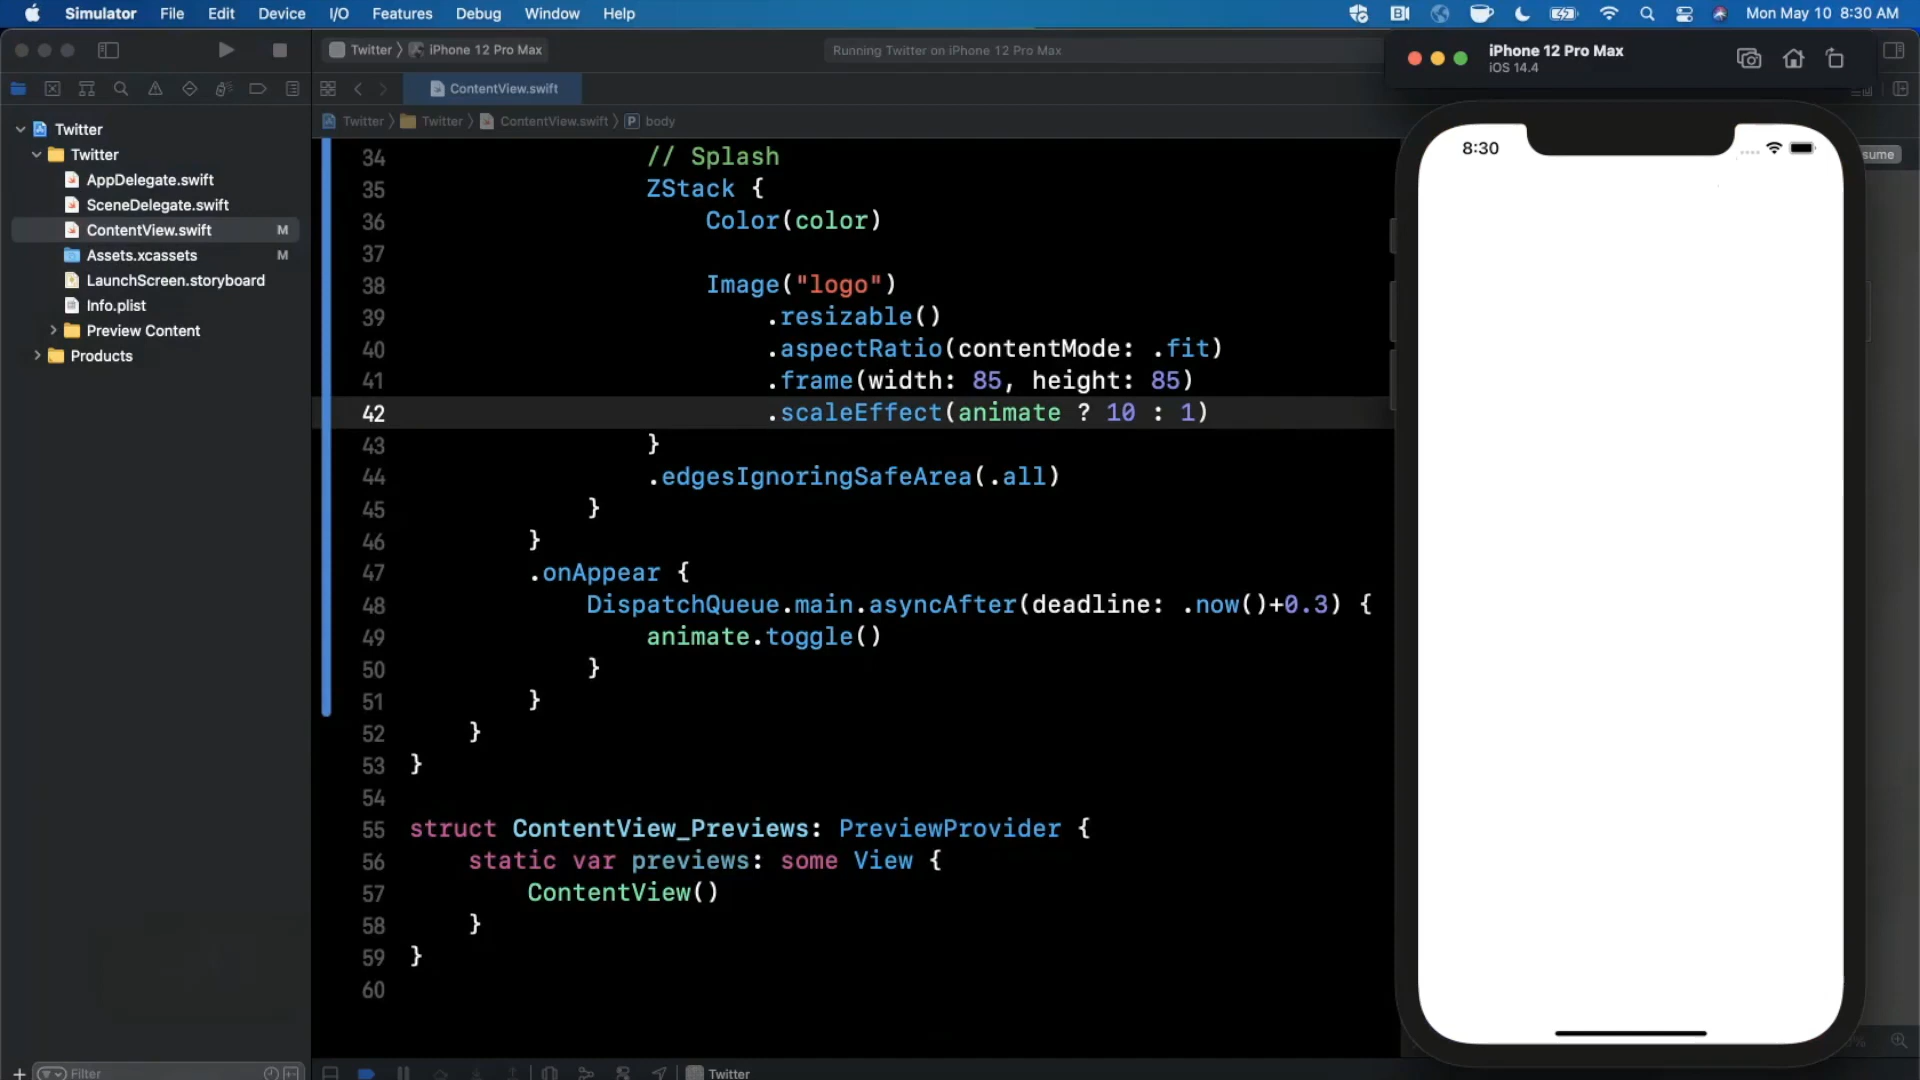 Simulator File Edit Device I/O Features Debug Window Help Mon May 10 8:30 AM
Twitter 〉 iPhone 12 Pro Max Running Twitter on iPhone 12 Pro Max
iPhone 12 Pro Max
iOS 14.4
ContentView.swift
Twitter 〉 Twitter 〉 ContentView.swift 〉 P body
sume
Twitter
Twitter
AppDelegate.swift
SceneDelegate.swift
ContentView.swift M
Assets.xcassets M
LaunchScreen.storyboard
Info.plist
Preview Content
Products
Filter
34 // Splash
35 ZStack {
36 Color(color)
37
38 Image("logo")
39 .resizable()
40 .aspectRatio(contentMode: .fit)
41 .frame(width: 85, height: 85)
42 .scaleEffect(animate ? 10 : 1)
43 }
44 .edgesIgnoringSafeArea(.all)
45 }
46 }
47 .onAppear {
48 DispatchQueue.main.asyncAfter(deadline: .now()+0.3) {
49 animate.toggle()
50 }
51 }
52 }
53 }
54
55 struct ContentView_Previews: PreviewProvider {
56 static var previews: some View {
57 ContentView()
58 }
59 }
60
Twitter
8:30